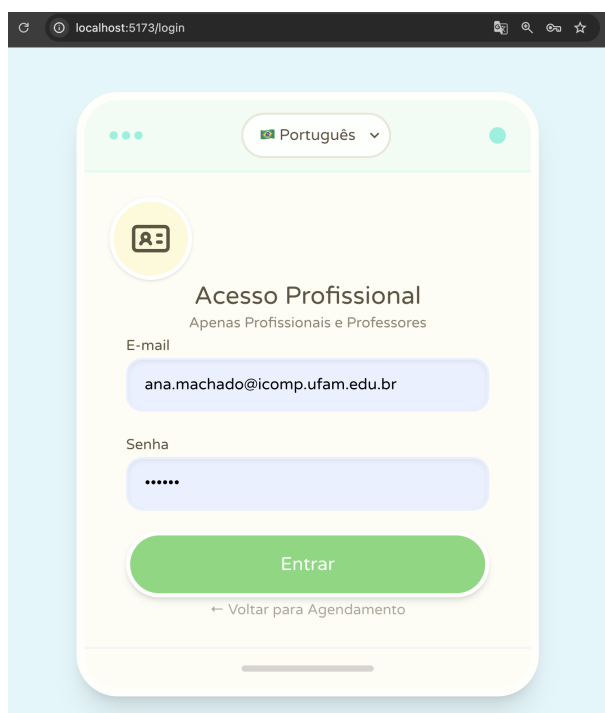 localhost:5173/login
Português
Acesso Profissional
Apenas Profissionais e Professores
E-mail
ana.machado@icomp.ufam.edu.br
Senha
••••••
Entrar
← Voltar para Agendamento